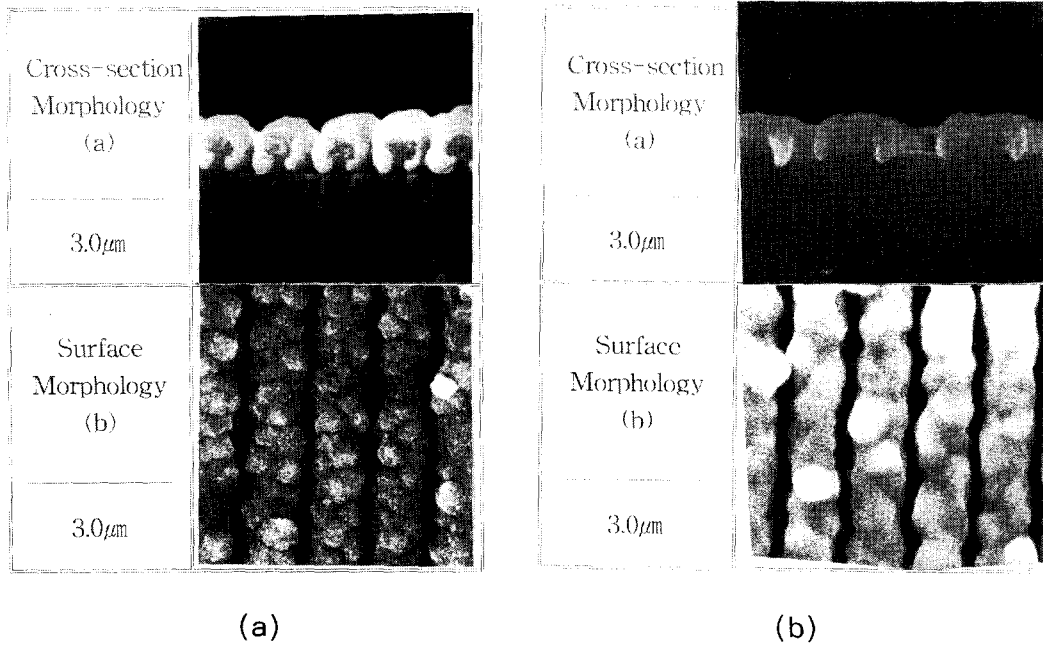 Cross-section
Morphology
(a)
3.0㎛
Surface
Morphology
(b)
3.0㎛
Cross-section
Morphology
(a)
3.0㎛
Surface
Morphology
(b)
3.0㎛
(a)
(b)